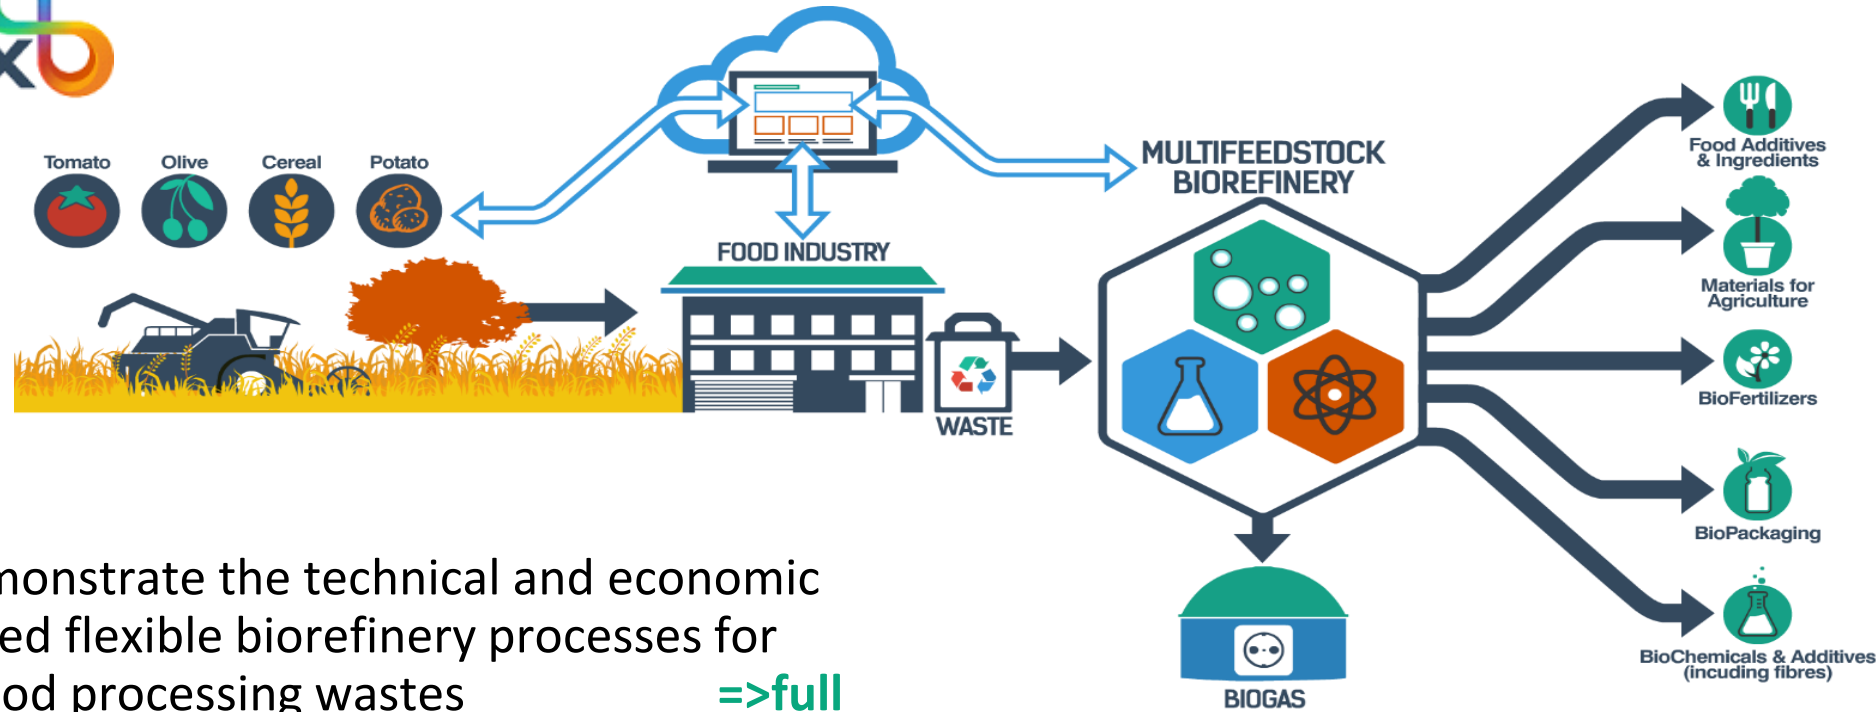 x
Tomato
Olive
Cereal
Potato
FOOD INDUSTRY
WASTE
MULTIFEEDSTOCK
BIOREFINERY
BIOGAS
Food Additives
& Ingredients
Materials for
Agriculture
BioFertilizers
BioPackaging
BioChemicals & Additives
(incuding fibres)
monstrate the technical and economic
ed flexible biorefinery processes for
od processing wastes =>full